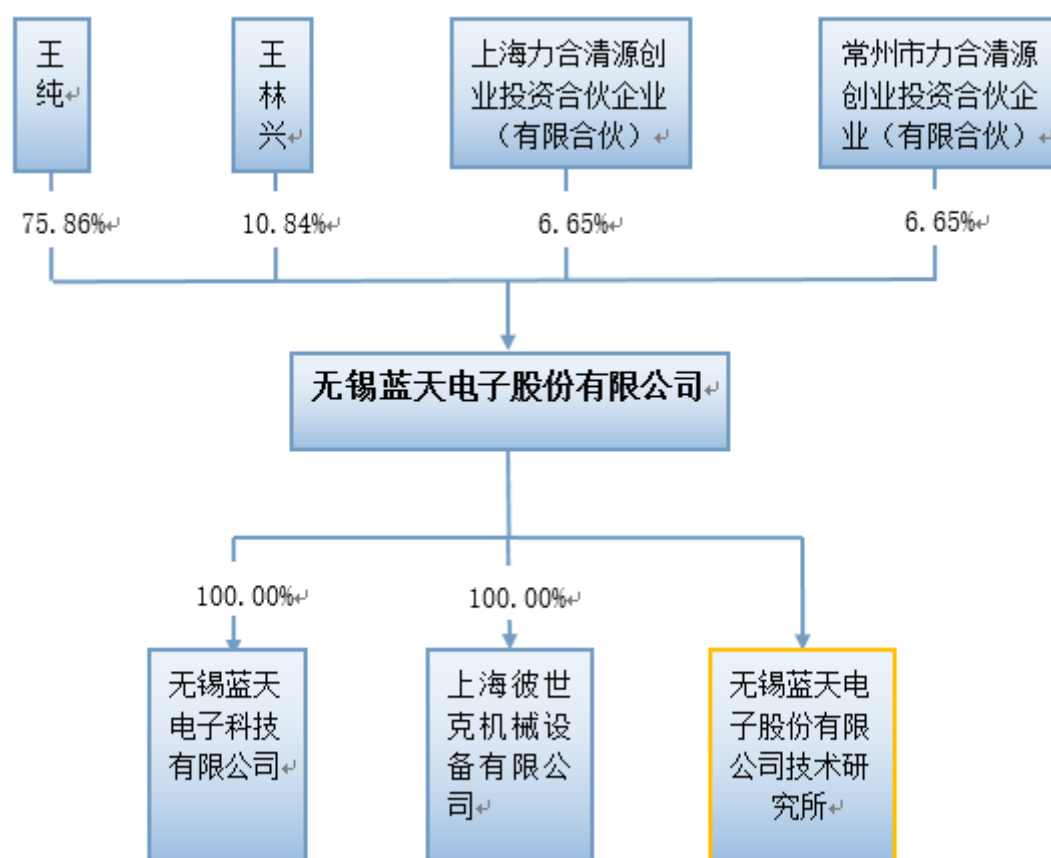 王
纯
王
林
兴
上海力合清源创
业投资合伙企业
（有限合伙）
常州市力合清源
创业投资合伙企
业（有限合伙）
75.86%
10.84%
6.65%
6.65%
无锡蓝天电子股份有限公司
100.00%
100.00%
无锡蓝天
电子科技
有限公司
上海彼世
克机械设
备有限公
司
无锡蓝天电
子股份有限
公司技术研
究所